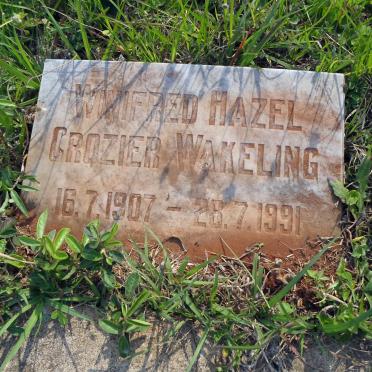 WINIFRED HAZEL
CROZIER WAKELING
16.7.1907 - 28.7.1991